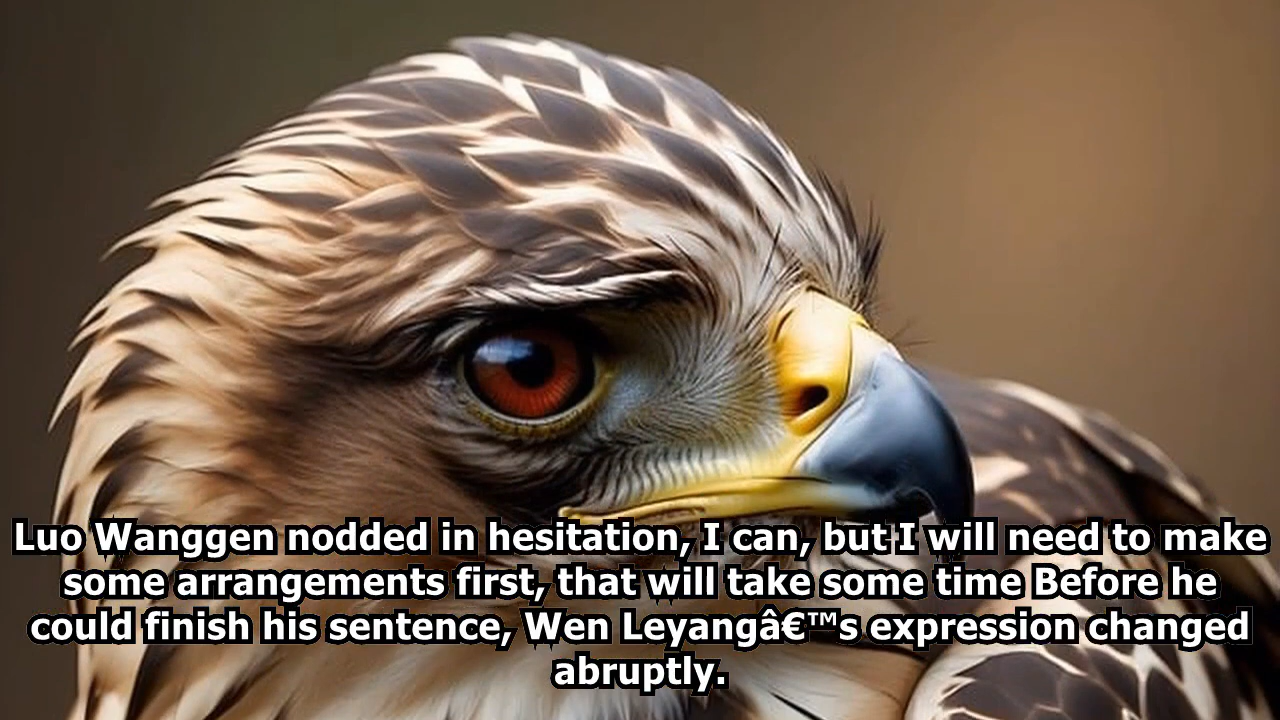 Luo Wanggen nodded in hesitation, I can, but I will need to make
some arrangements first, that will take some time Before he
could finish his sentence, Wen Leyangâ€™s expression changed
abruptly.